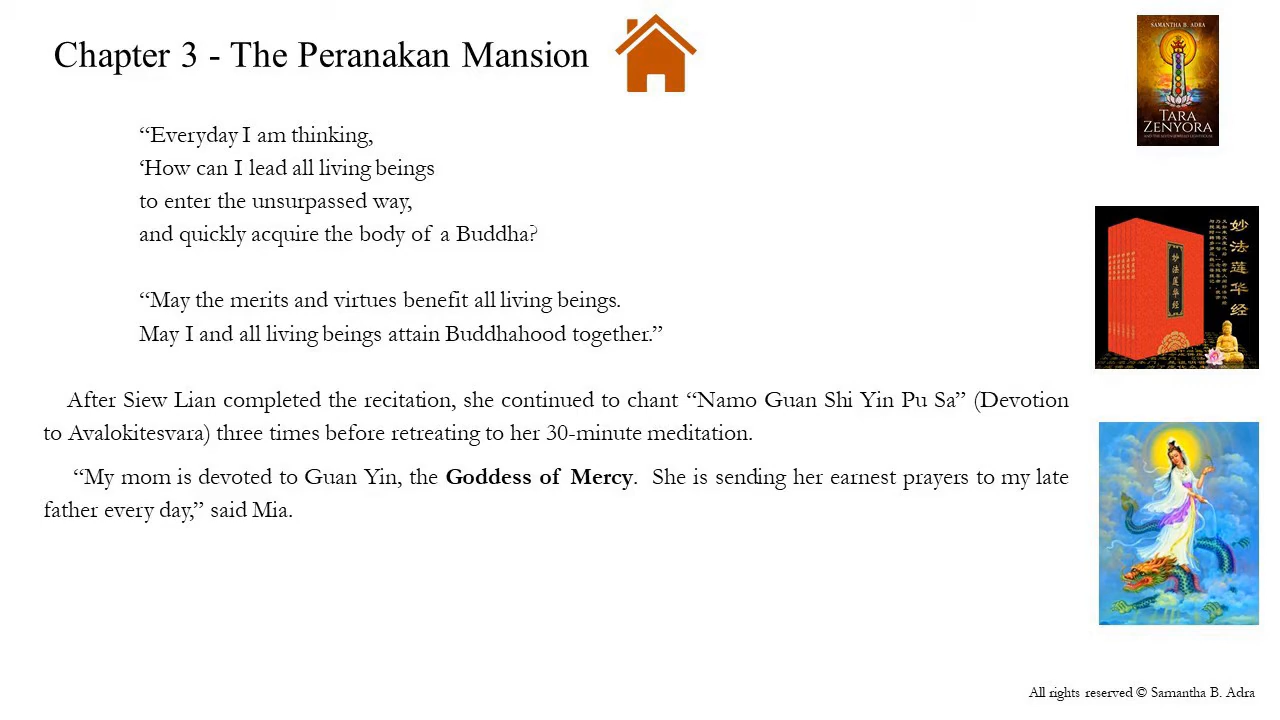 Chapter 3 - The Peranakan Mansion
“Everyday I am thinking,
‘How can I lead all living beings
to enter the unsurpassed way,
and quickly acquire the body of a Buddha?
“May the merits and virtues benefit all living beings.
May I and all living beings attain Buddhahood together.”
After Siew Lian completed the recitation, she continued to chant “Namo Guan Shi Yin Pu Sa” (Devotion
to Avalokitesvara) three times before retreating to her 30-minute meditation.
“My mom is devoted to Guan Yin, the Goddess of Mercy. She is sending her earnest prayers to my late
father every day,” said Mia.
SAMANTHA B. ADRA
TARA
ZENYORA
妙法莲华经
妙法莲华经
All rights reserved © Samantha B. Adra